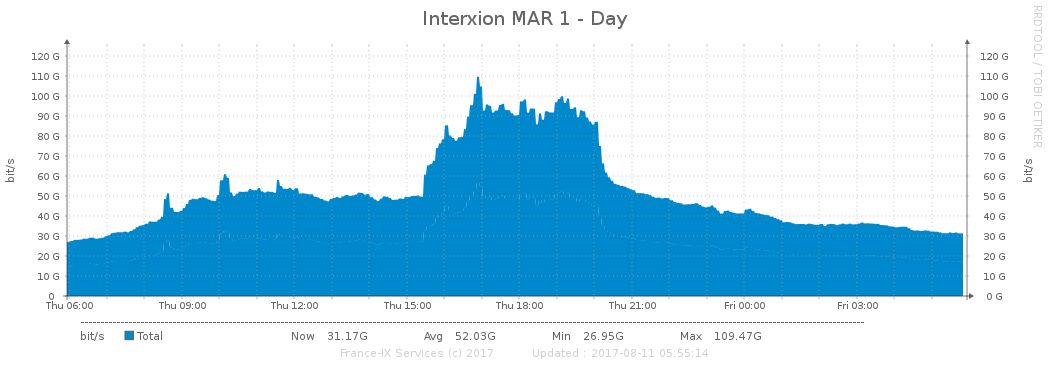 Interxion MAR 1 - Day
RRDTOOL / TOBI OETIKER
bit/s
bit/s
120 G 120 G
110 G 110 G
100 G 100 G
90 G 90 G
80 G 80 G
70 G 70 G
60 G 60 G
50 G 50 G
40 G 40 G
30 G 30 G
20 G 20 G
10 G 10 G
0 0 G
Thu 06:00 Thu 09:00 Thu 12:00 Thu 15:00 Thu 18:00 Thu 21:00 Fri 00:00 Fri 03:00
bit/s Total Now 31.17G Avg 52.03G Min 26.95G Max 109.47G
France-IX Services (c) 2017 Updated : 2017-08-11 05:55:14